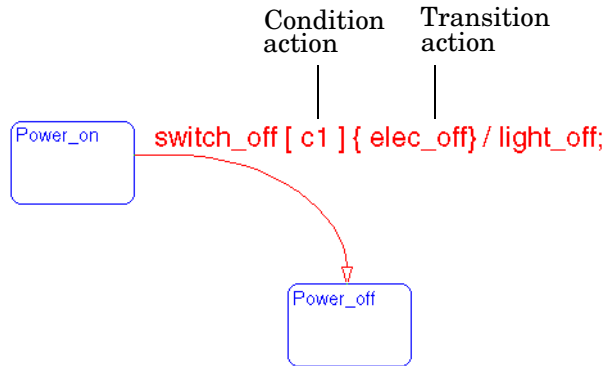 Condition
action
Transition
action
Power_on
switch_off [ c1 ] { elec_off} / light_off;
Power_off